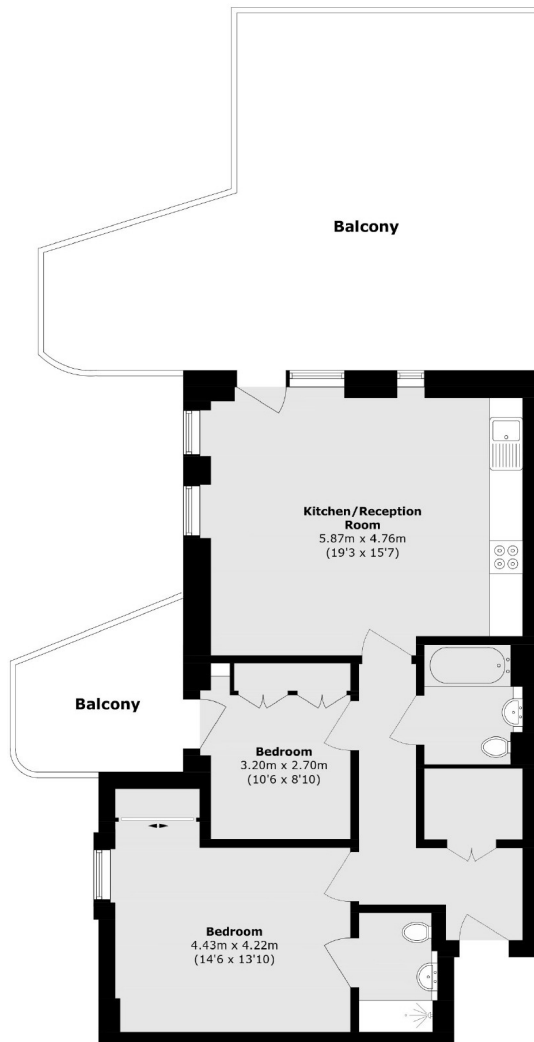 Balcony
Kitchen/Reception
Room
5.87m x 4.76m
(19'3 x 15'7)
Balcony
Bedroom
3.20m x 2.70m
(10'6 x 8'10)
Bedroom
4.43m x 4.22m
(14'6 x 13'10)